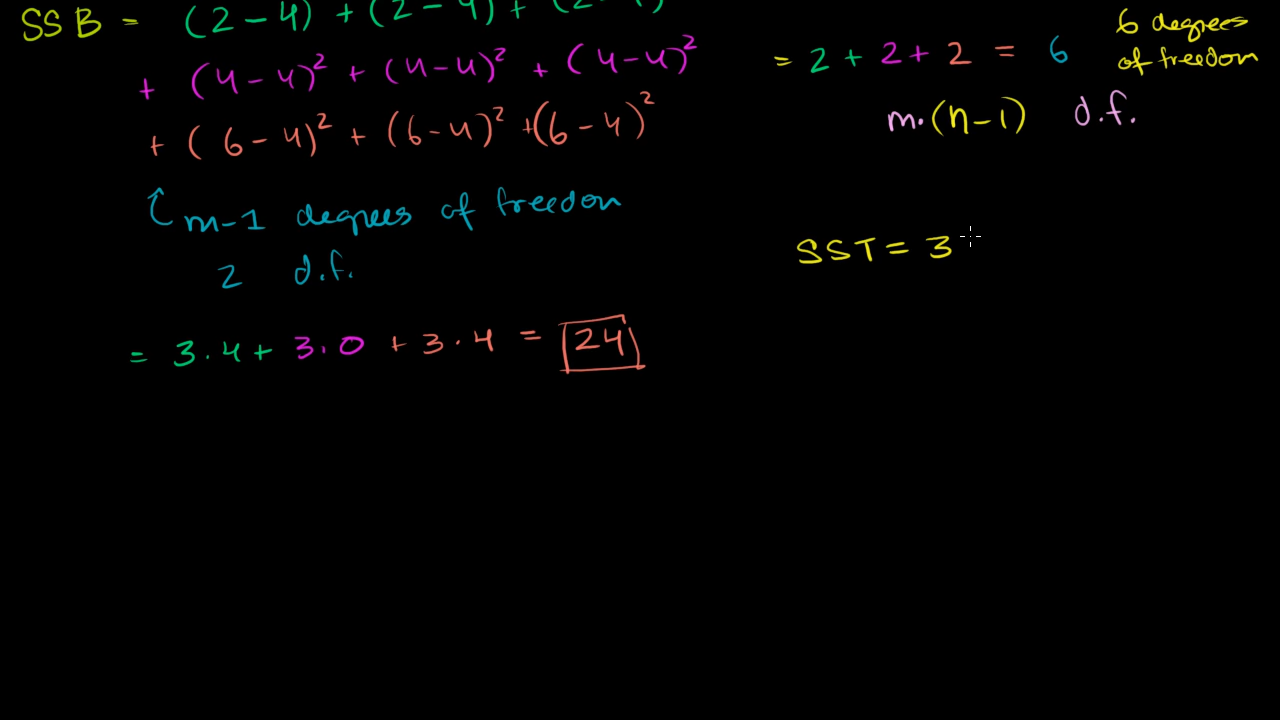 SSB = (2-4) + (2-4) + (2
+ (4-4)² + (4-4)² + (4-4)²
+ (6-4)² + (6-4)² + (6-4)²
m-1 degrees of freedom
2 d.f.
= 3.4 + 3.0 + 3.4 = 24
= 2 + 2 + 2 = 6
6 degrees
of freedom
m·(n-1) d.f.
SST = 3